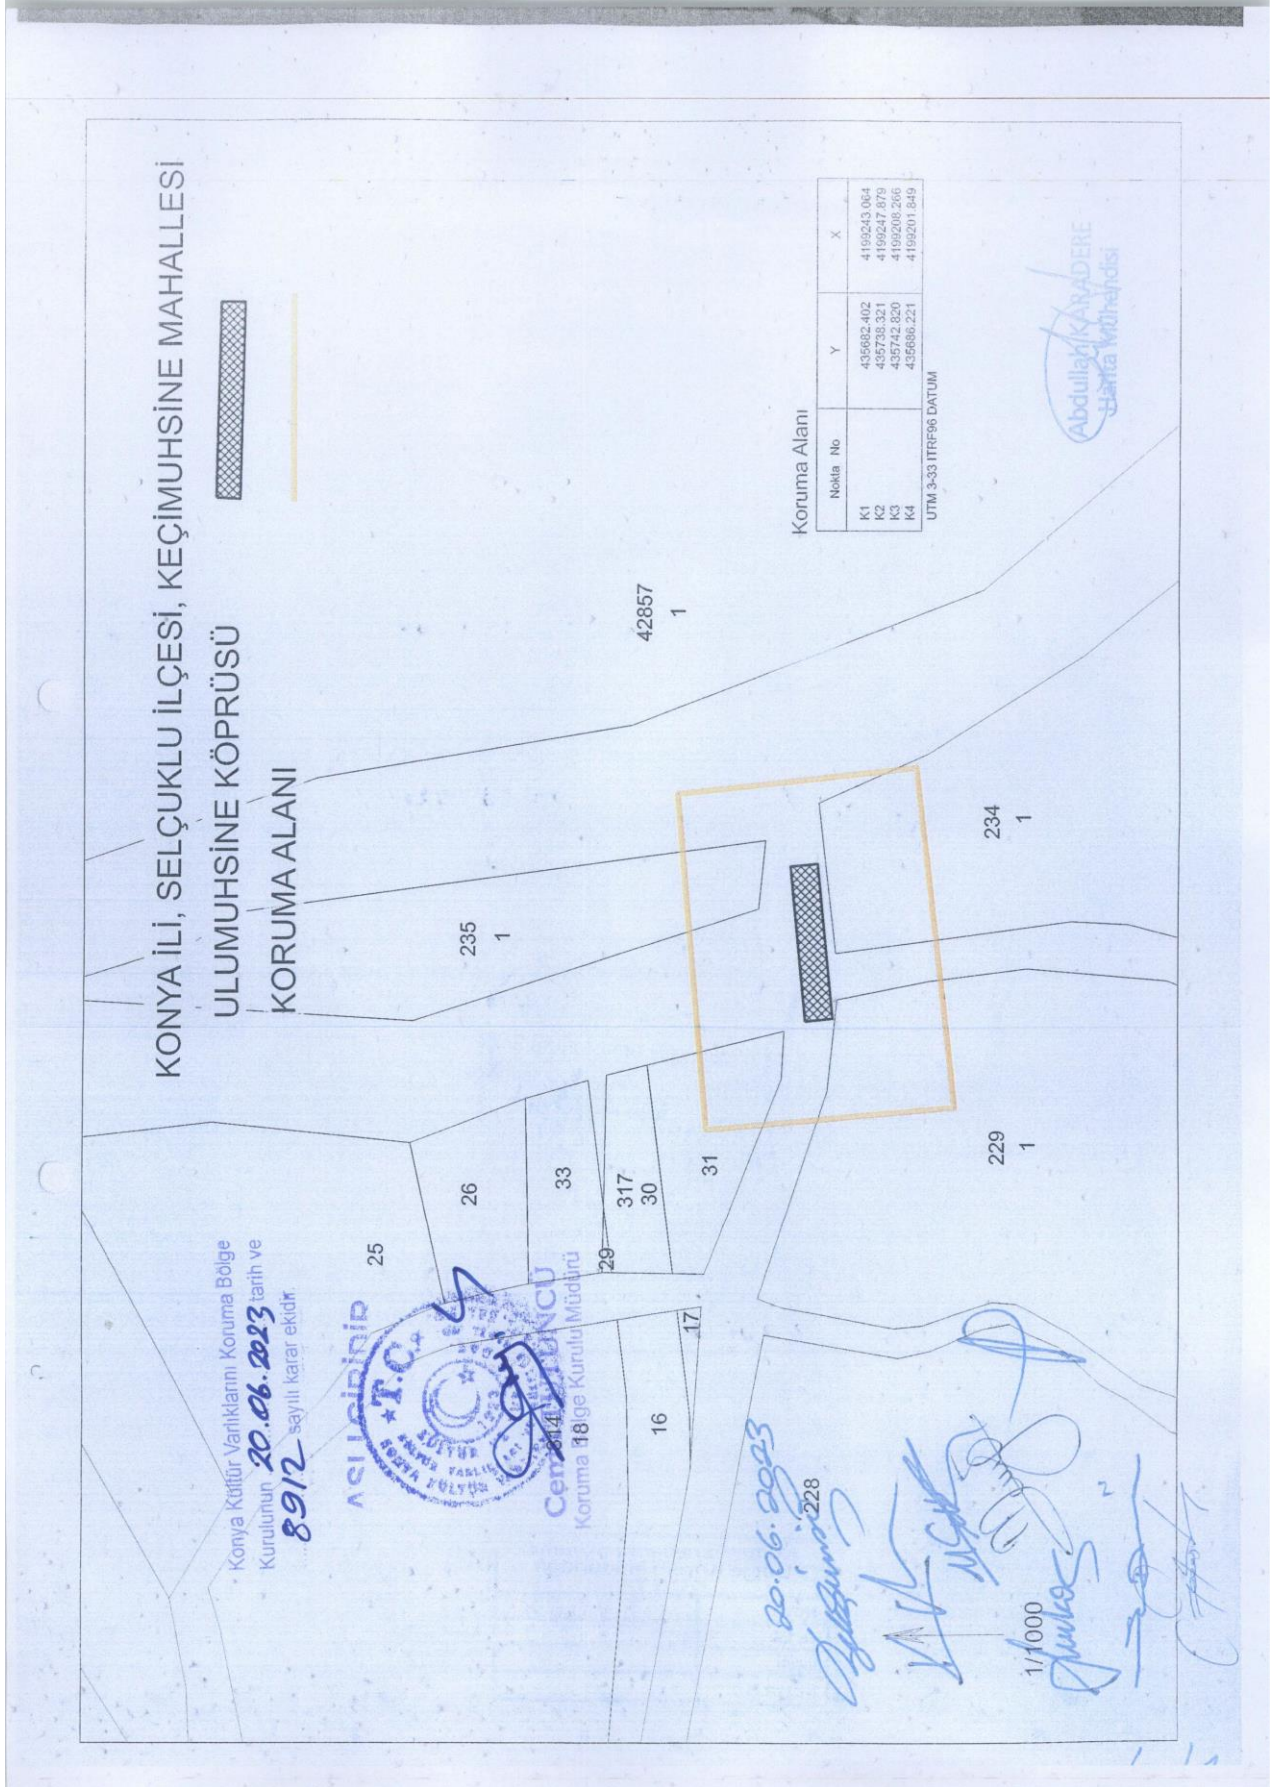 KONYA İLİ, SELÇUKLU İLÇESİ, KEÇİMUHSİNE MAHALLESİ
ULUMUHSİNE KÖPRÜSÜ
KORUMA ALANI
Konya Kültür Varlıklarını Koruma Bölge
Kurulunun 20.06.2023 tarih ve
8912 sayılı karar ekidir.
ASLI GİBİDİR
T.C.
Koruma Bölge Kurulu Müdürü
25
26
33
317
30
29
31
17
814
18
16
228
235
1
42857
1
234
1
229
1
Koruma Alanı
Nokta No Y X
K1 435682.402 4199243.064
K2 435738.321 4199247.879
K3 435742.820 4199208.266
K4 435686.221 4199201.849
UTM 3-33 ITRF96 DATUM
Abdullah KARADERE
Harita Mühendisi
20.06.2023
1/1000